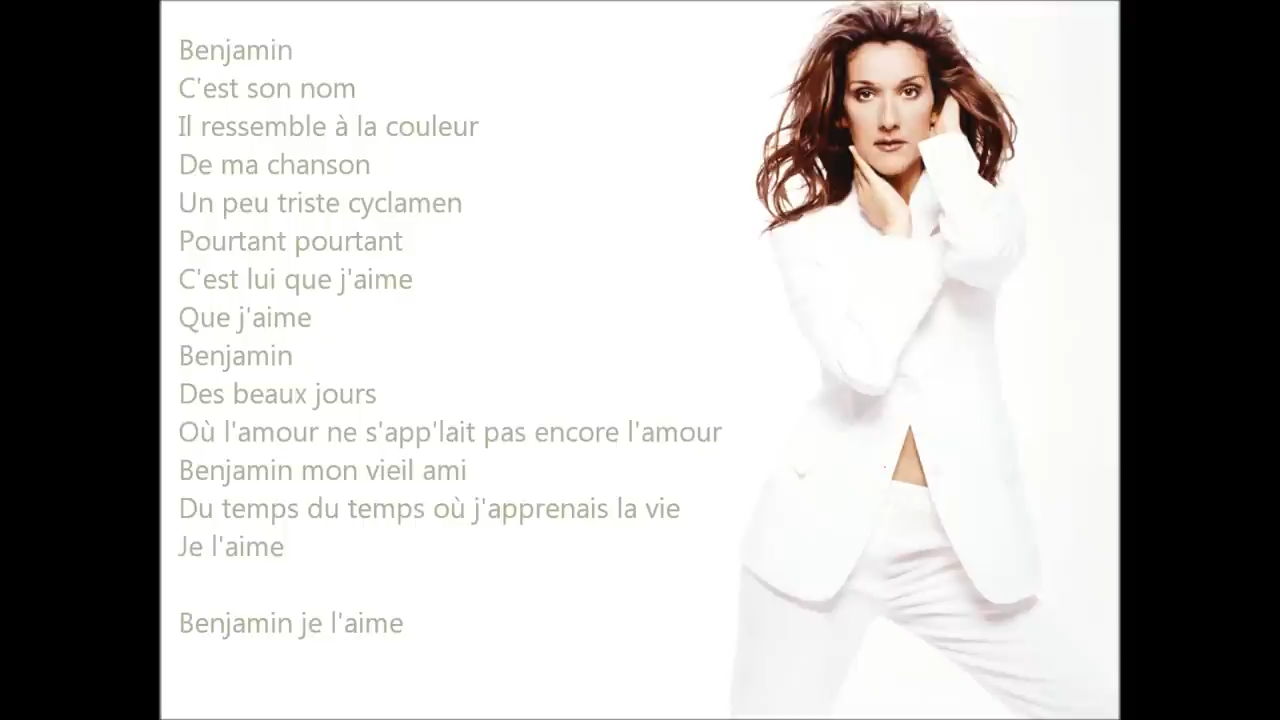 Benjamin
C'est son nom
Il ressemble à la couleur
De ma chanson
Un peu triste cyclamen
Pourtant pourtant
C'est lui que j'aime
Que j'aime
Benjamin
Des beaux jours
Où l'amour ne s'app'lait pas encore l'amour
Benjamin mon vieil ami
Du temps du temps où j'apprenais la vie
Je l'aime
Benjamin je l'aime